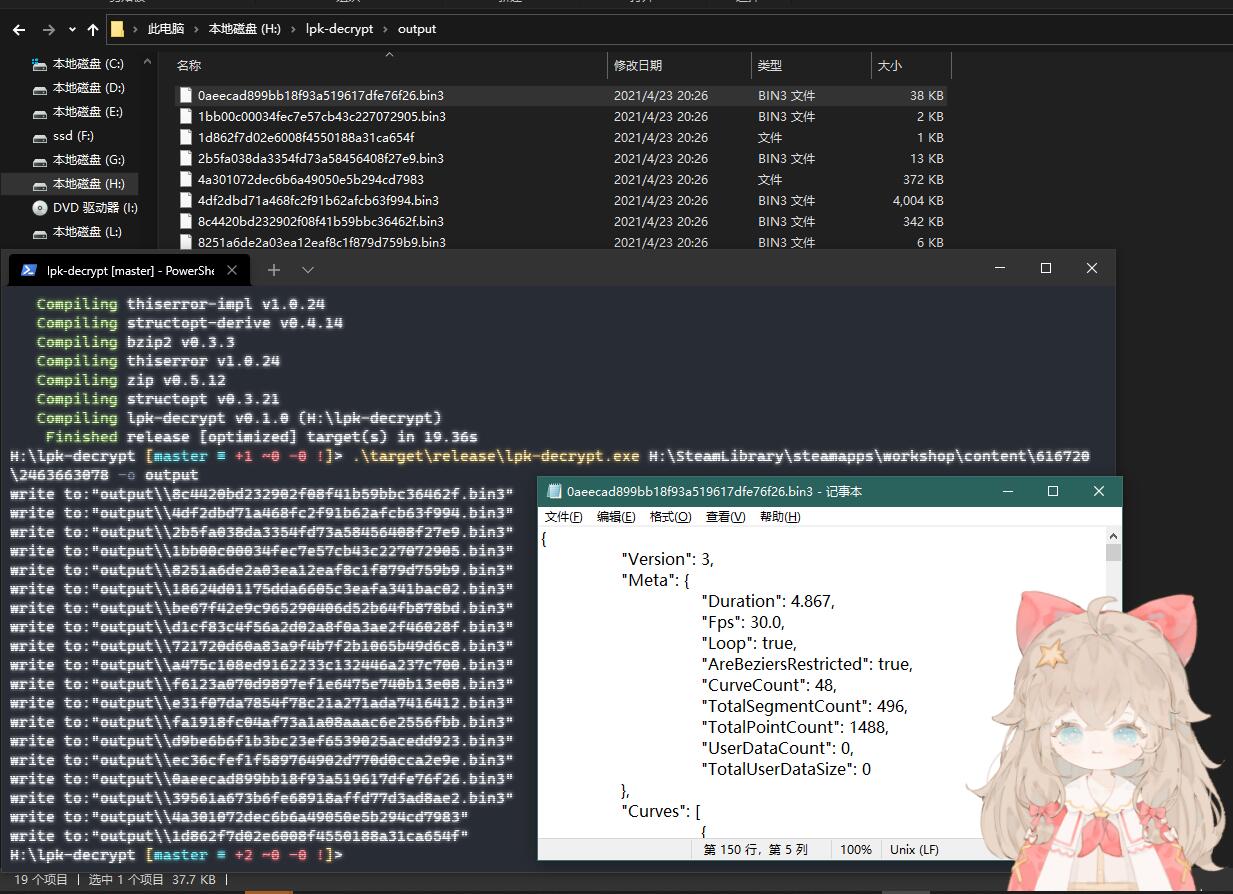 此电脑 › 本地磁盘 (H:) › lpk-decrypt › output
本地磁盘 (C:)
本地磁盘 (D:)
本地磁盘 (E:)
ssd (F:)
本地磁盘 (G:)
本地磁盘 (H:)
DVD 驱动器 (I:)
本地磁盘 (L:)
名称 修改日期 类型 大小
0aeecad899bb18f93a519617dfe76f26.bin3 2021/4/23 20:26 BIN3 文件 38 KB
1bb00c00034fec7e57cb43c227072905.bin3 2021/4/23 20:26 BIN3 文件 2 KB
1d862f7d02e6008f4550188a31ca654f 2021/4/23 20:26 文件 1 KB
2b5fa038da3354fd73a58456408f27e9.bin3 2021/4/23 20:26 BIN3 文件 13 KB
4a301072dec6b6a49050e5b294cd7983 2021/4/23 20:26 文件 372 KB
4df2dbd71a468fc2f91b62afcb63f994.bin3 2021/4/23 20:26 BIN3 文件 4,004 KB
8c4420bd232902f08f41b59bbc36462f.bin3 2021/4/23 20:26 BIN3 文件 342 KB
8251a6de2a03ea12eaf8c1f879d759b9.bin3 2021/4/23 20:26 BIN3 文件 6 KB
lpk-decrypt [master] - PowerShe
Compiling thiserror-impl v1.0.24
Compiling structopt-derive v0.4.14
Compiling bzip2 v0.3.3
Compiling thiserror v1.0.24
Compiling zip v0.5.12
Compiling structopt v0.3.21
Compiling lpk-decrypt v0.1.0 (H:\lpk-decrypt)
Finished release [optimized] target(s) in 19.36s
H:\lpk-decrypt [master ≡ +1 ~0 -0 !]> .\target\release\lpk-decrypt.exe H:\SteamLibrary\steamapps\workshop\content\616720
\2463663078 -o output
write to:"output\\8c4420bd232902f08f41b59bbc36462f.bin3"
write to:"output\\4df2dbd71a468fc2f91b62afcb63f994.bin3"
write to:"output\\2b5fa038da3354fd73a58456408f27e9.bin3"
write to:"output\\1bb00c00034fec7e57cb43c227072905.bin3"
write to:"output\\8251a6de2a03ea12eaf8c1f879d759b9.bin3"
write to:"output\\18624d01175dda6605c3eafa341bac02.bin3"
write to:"output\\be67f42e9c965290406d52b64fb878bd.bin3"
write to:"output\\d1cf83c4f56a2d02a8f0a3ae2f46028f.bin3"
write to:"output\\721720d60a83a9f4b7f2b1065b49d6c8.bin3"
write to:"output\\a475c108ed9162233c132446a237c700.bin3"
write to:"output\\f6123a070d9897ef1e6475e740b13e08.bin3"
write to:"output\\e31f07da7854f78c21a271ada7416412.bin3"
write to:"output\\fa1918fc04af73a1a08aaac6e2556fbb.bin3"
write to:"output\\d9be6b6f1b3bc23ef6539025acedd923.bin3"
write to:"output\\ec36cfef1f589764902d770d0cca2e9e.bin3"
write to:"output\\0aeecad899bb18f93a519617dfe76f26.bin3"
write to:"output\\39561a673b6fe68918affd77d3ad8ae2.bin3"
write to:"output\\4a301072dec6b6a49050e5b294cd7983"
write to:"output\\1d862f7d02e6008f4550188a31ca654f"
H:\lpk-decrypt [master ≡ +2 ~0 -0 !]>
0aeecad899bb18f93a519617dfe76f26.bin3 - 记事本
文件(F) 编辑(E) 格式(O) 查看(V) 帮助(H)
{
"Version": 3,
"Meta": {
"Duration": 4.867,
"Fps": 30.0,
"Loop": true,
"AreBeziersRestricted": true,
"CurveCount": 48,
"TotalSegmentCount": 496,
"TotalPointCount": 1488,
"UserDataCount": 0,
"TotalUserDataSize": 0
},
"Curves": [
{
第 150 行，第 5 列 100% Unix (LF)
19 个项目 | 选中 1 个项目 37.7 KB |